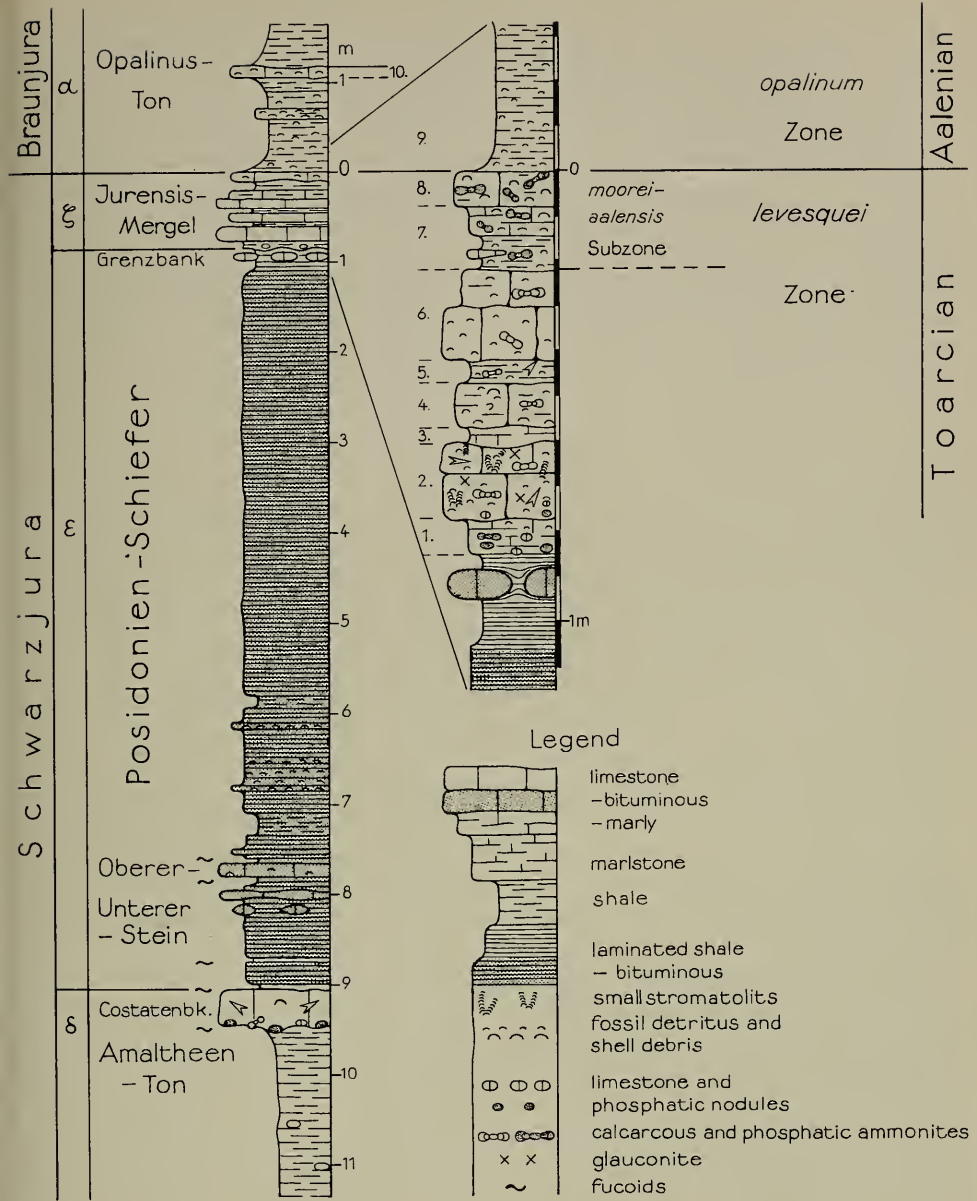 Braunjura
α
Opalinus-
Ton
m
1
10.
0
ζ
Jurensis-
Mergel
Grenzbank
1
2
3
4
5
6
7
8
9
10
11
Schwarzjura
ε
Posidonien-Schiefer
Oberer-
Unterer
-Stein
δ
Costatenbk.
Amaltheen
-Ton
9.
0
8.
7.
6.
5.
4.
3.
2.
1.
1m
opalinum
Zone
Aalenian
moorei-
aalensis
Subzone
levesquei
Zone
Toarcian
Legend
limestone
-bituminous
-marly
marlstone
shale
laminated shale
- bituminous
small stromatolits
fossil detritus and
shell debris
limestone and
phosphatic nodules
calcarcous and phosphatic ammonites
glauconite
fucoids